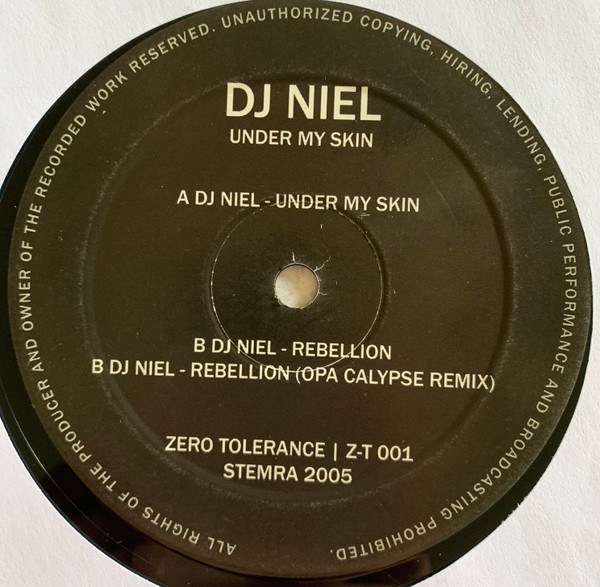 DJ NIEL
UNDER MY SKIN
A DJ NIEL - UNDER MY SKIN
B DJ NIEL - REBELLION
B DJ NIEL - REBELLION (OPA CALYPSE REMIX)
ZERO TOLERANCE | Z-T 001
STEMRA 2005
ALL RIGHTS OF THE PRODUCER AND OWNER OF THE RECORDED WORK RESERVED. UNAUTHORIZED COPYING, HIRING, LENDING, PUBLIC PERFORMANCE AND BROADCASTING PROHIBITED.